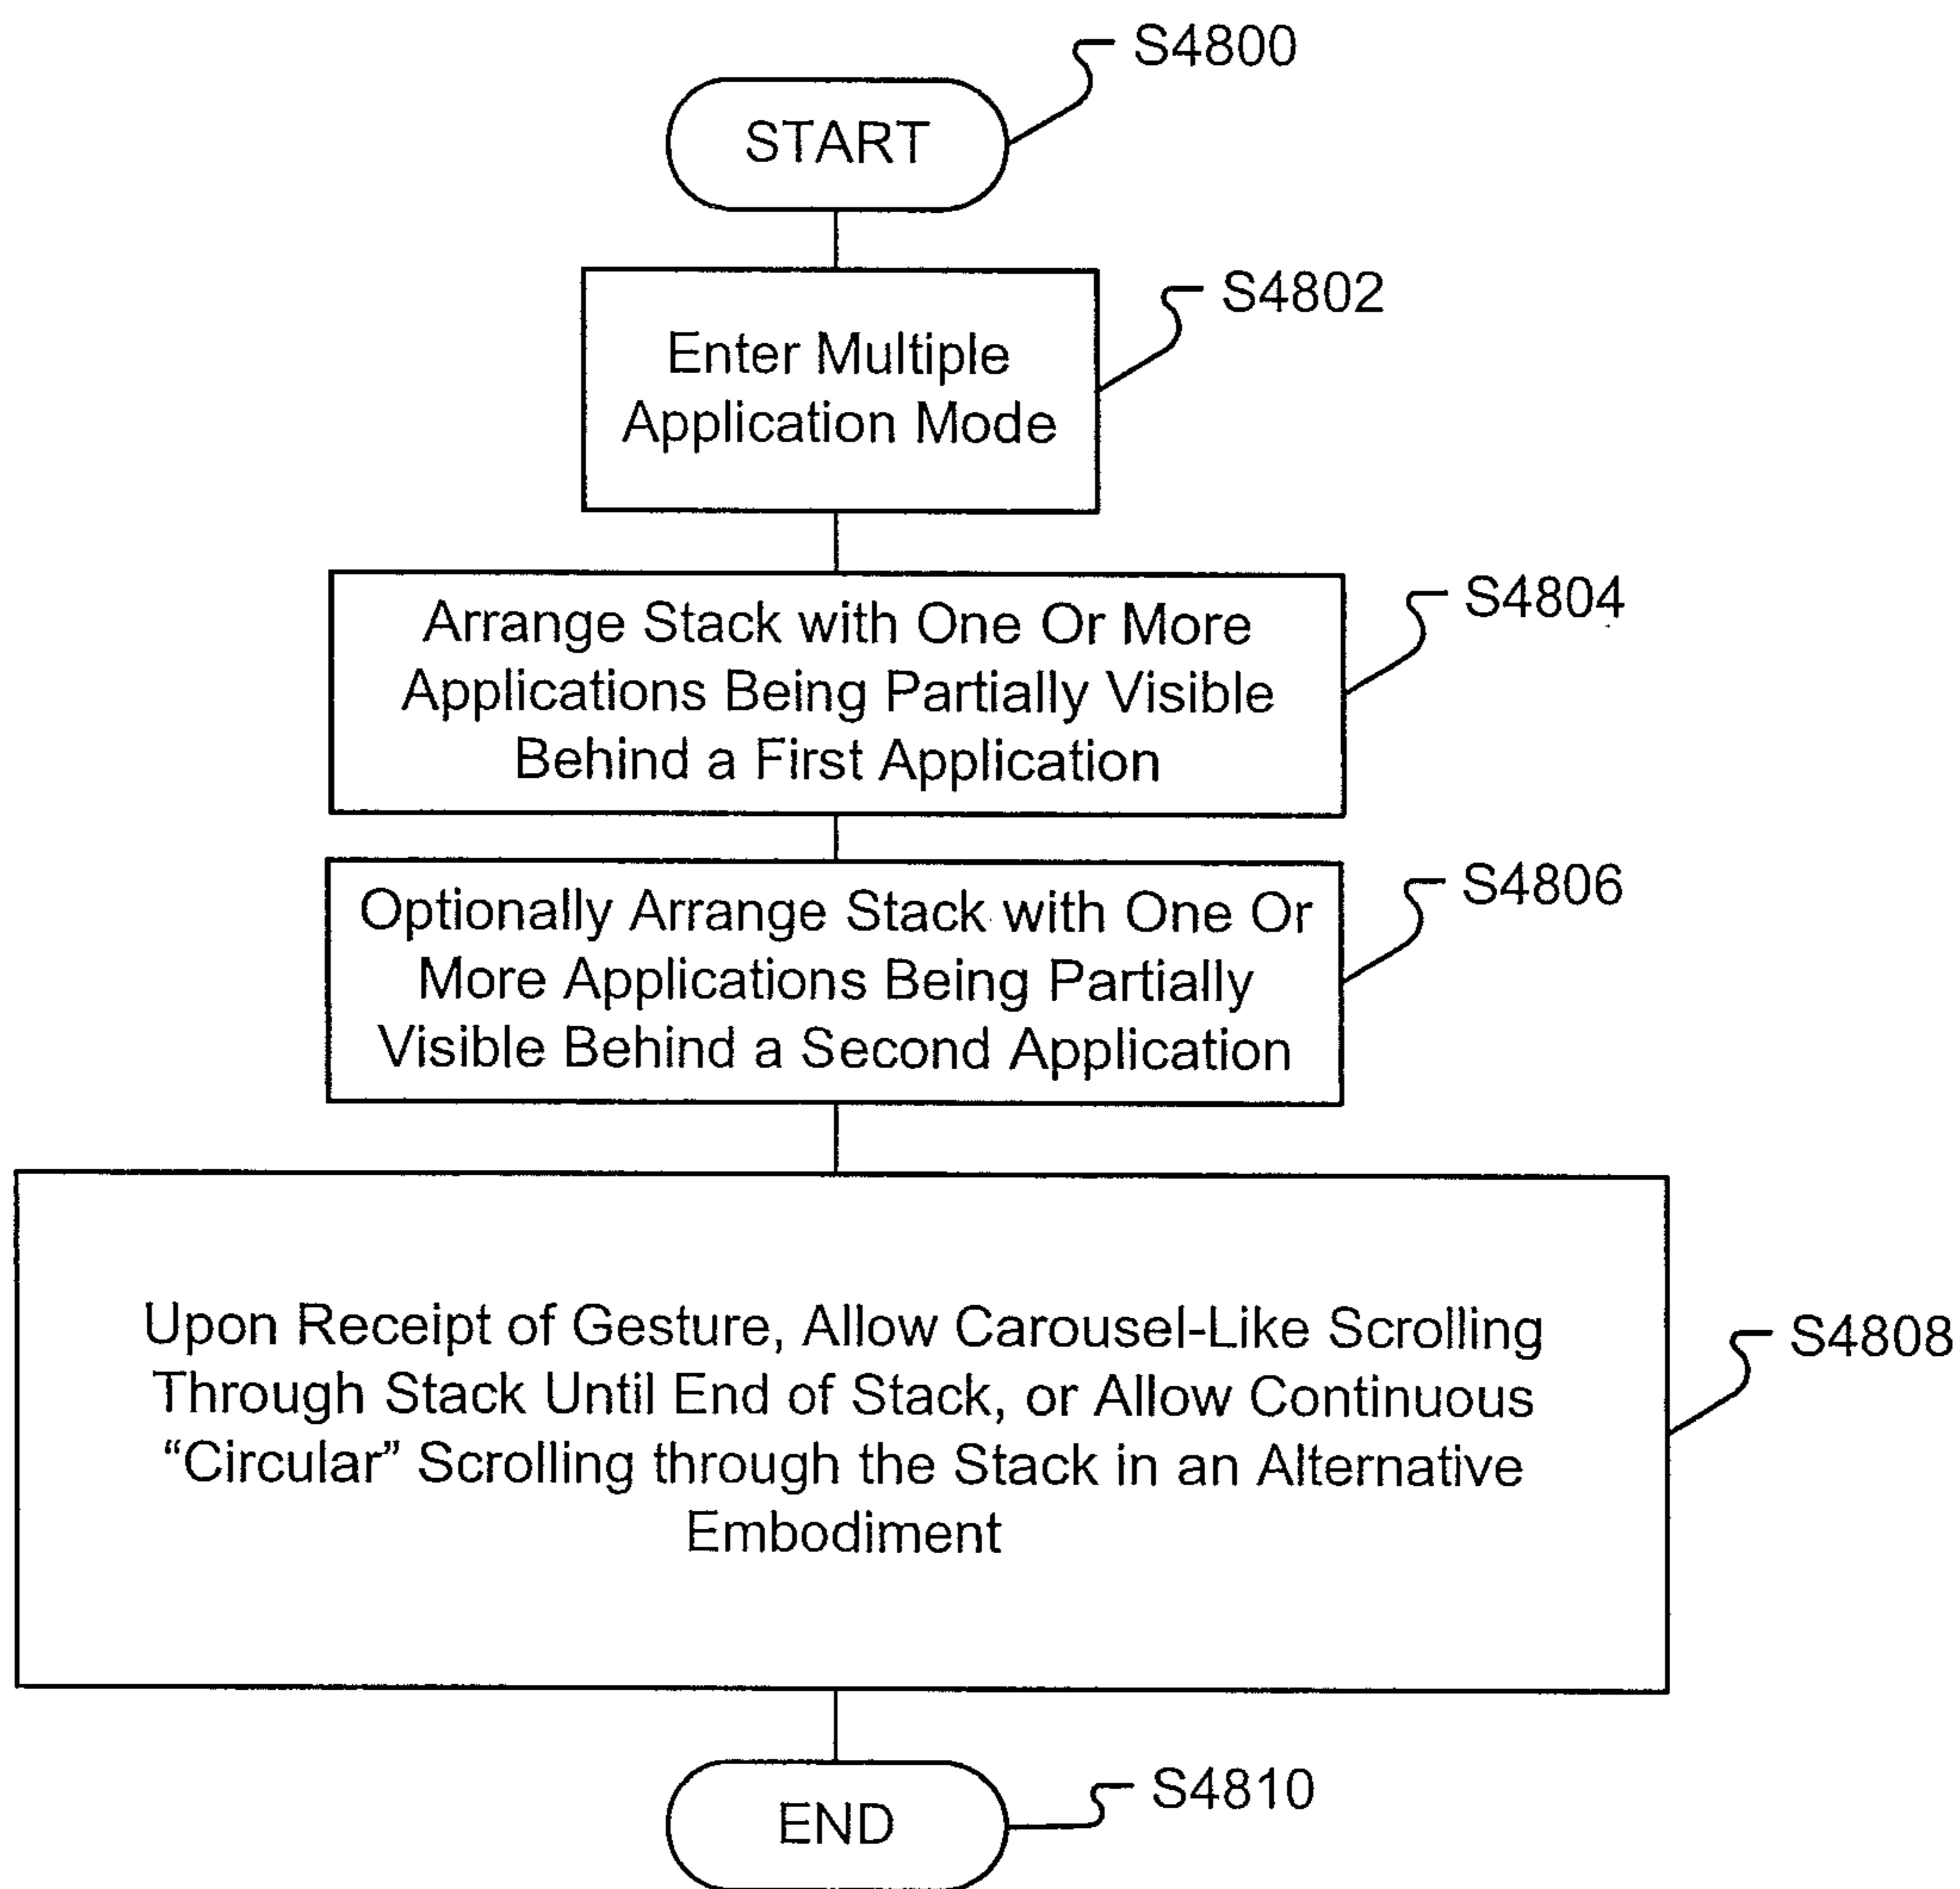 S4800
START
S4802
Enter Multiple
Application Mode
S4804
Arrange Stack with One Or More
Applications Being Partially Visible
Behind a First Application
S4806
Optionally Arrange Stack with One Or
More Applications Being Partially
Visible Behind a Second Application
S4808
Upon Receipt of Gesture, Allow Carousel-Like Scrolling
Through Stack Until End of Stack, or Allow Continuous
“Circular” Scrolling through the Stack in an Alternative
Embodiment
S4810
END